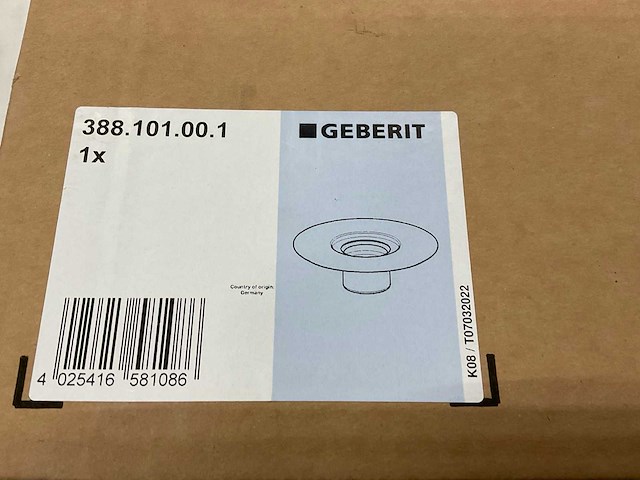 388.101.00.1
1x
GEBERIT
Country of origin:
Germany
K08 / T07032022
4 025416 581086